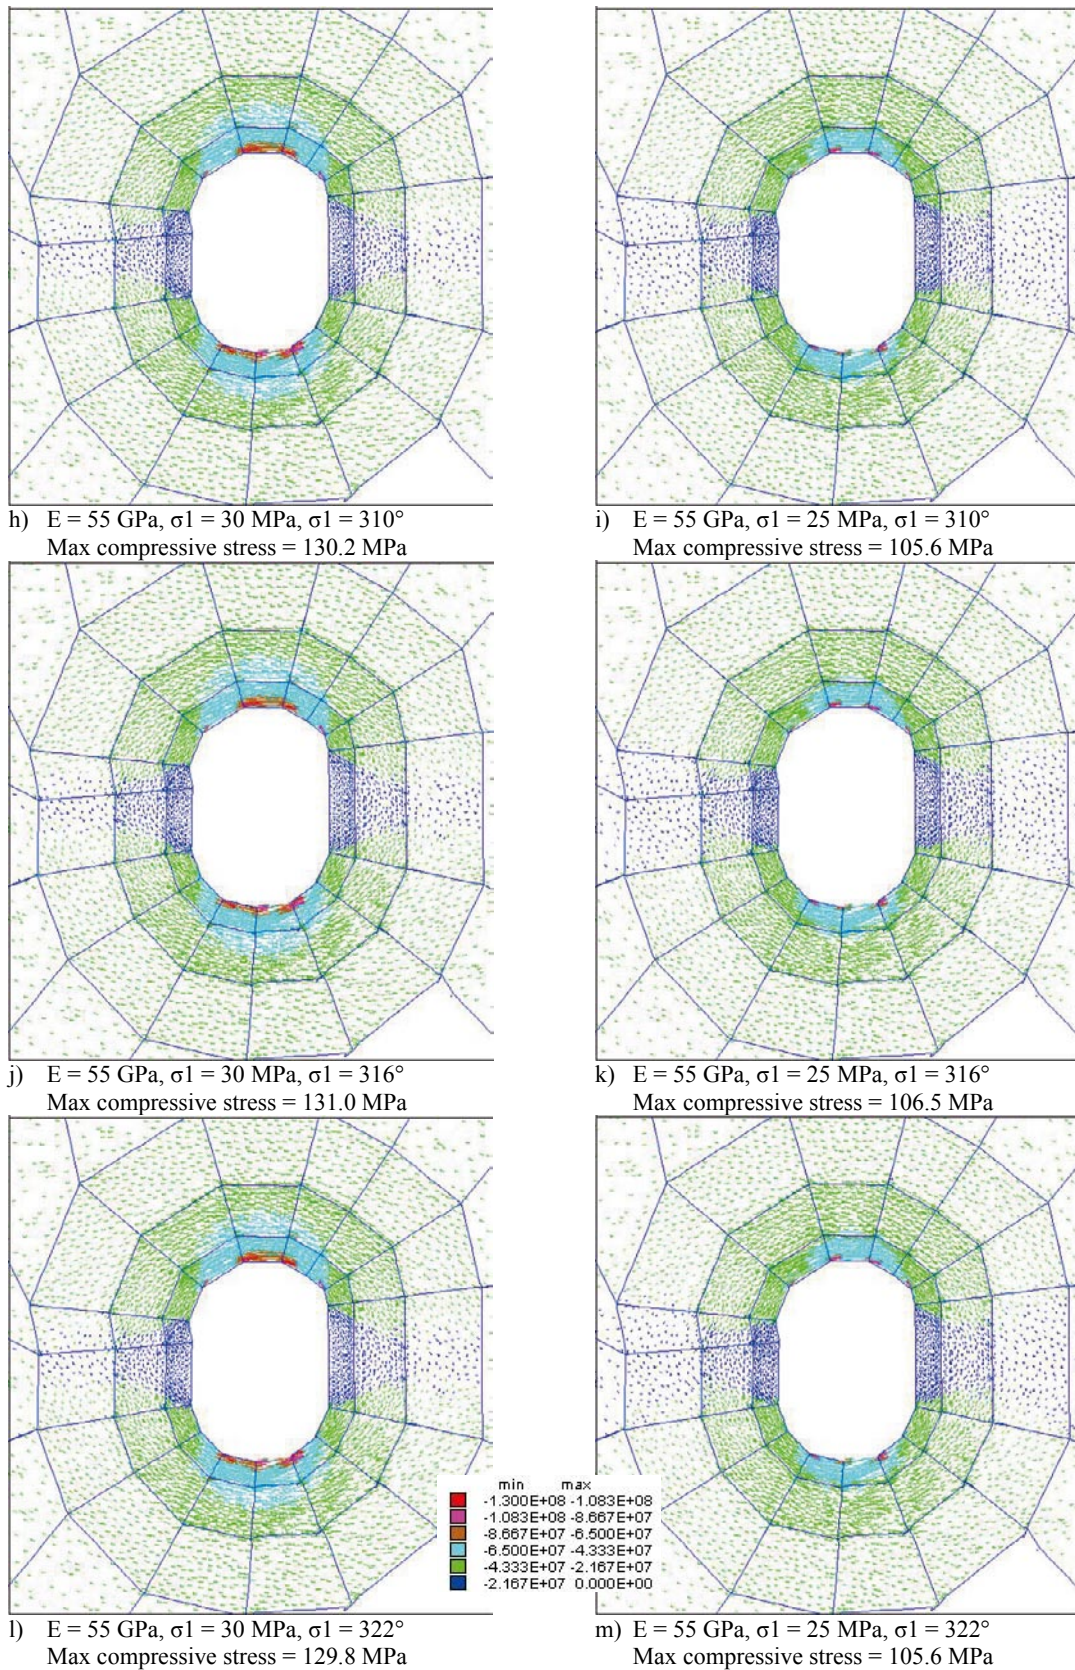 h) E = 55 GPa, σ1 = 30 MPa, σ1 = 310°
Max compressive stress = 130.2 MPa
i) E = 55 GPa, σ1 = 25 MPa, σ1 = 310°
Max compressive stress = 105.6 MPa
j) E = 55 GPa, σ1 = 30 MPa, σ1 = 316°
Max compressive stress = 131.0 MPa
k) E = 55 GPa, σ1 = 25 MPa, σ1 = 316°
Max compressive stress = 106.5 MPa
min max
-1.300E+08 -1.083E+08
-1.083E+08 -8.667E+07
-8.667E+07 -6.500E+07
-6.500E+07 -4.333E+07
-4.333E+07 -2.167E+07
-2.167E+07 0.000E+00
l) E = 55 GPa, σ1 = 30 MPa, σ1 = 322°
Max compressive stress = 129.8 MPa
m) E = 55 GPa, σ1 = 25 MPa, σ1 = 322°
Max compressive stress = 105.6 MPa